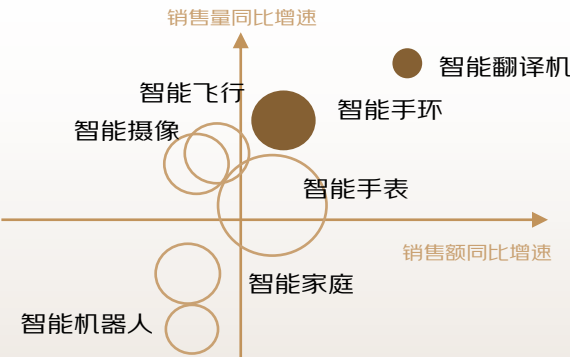 销售量同比增速
智能翻译机
智能飞行
智能手环
智能摄像
智能手表
销售额同比增速
智能家庭
智能机器人